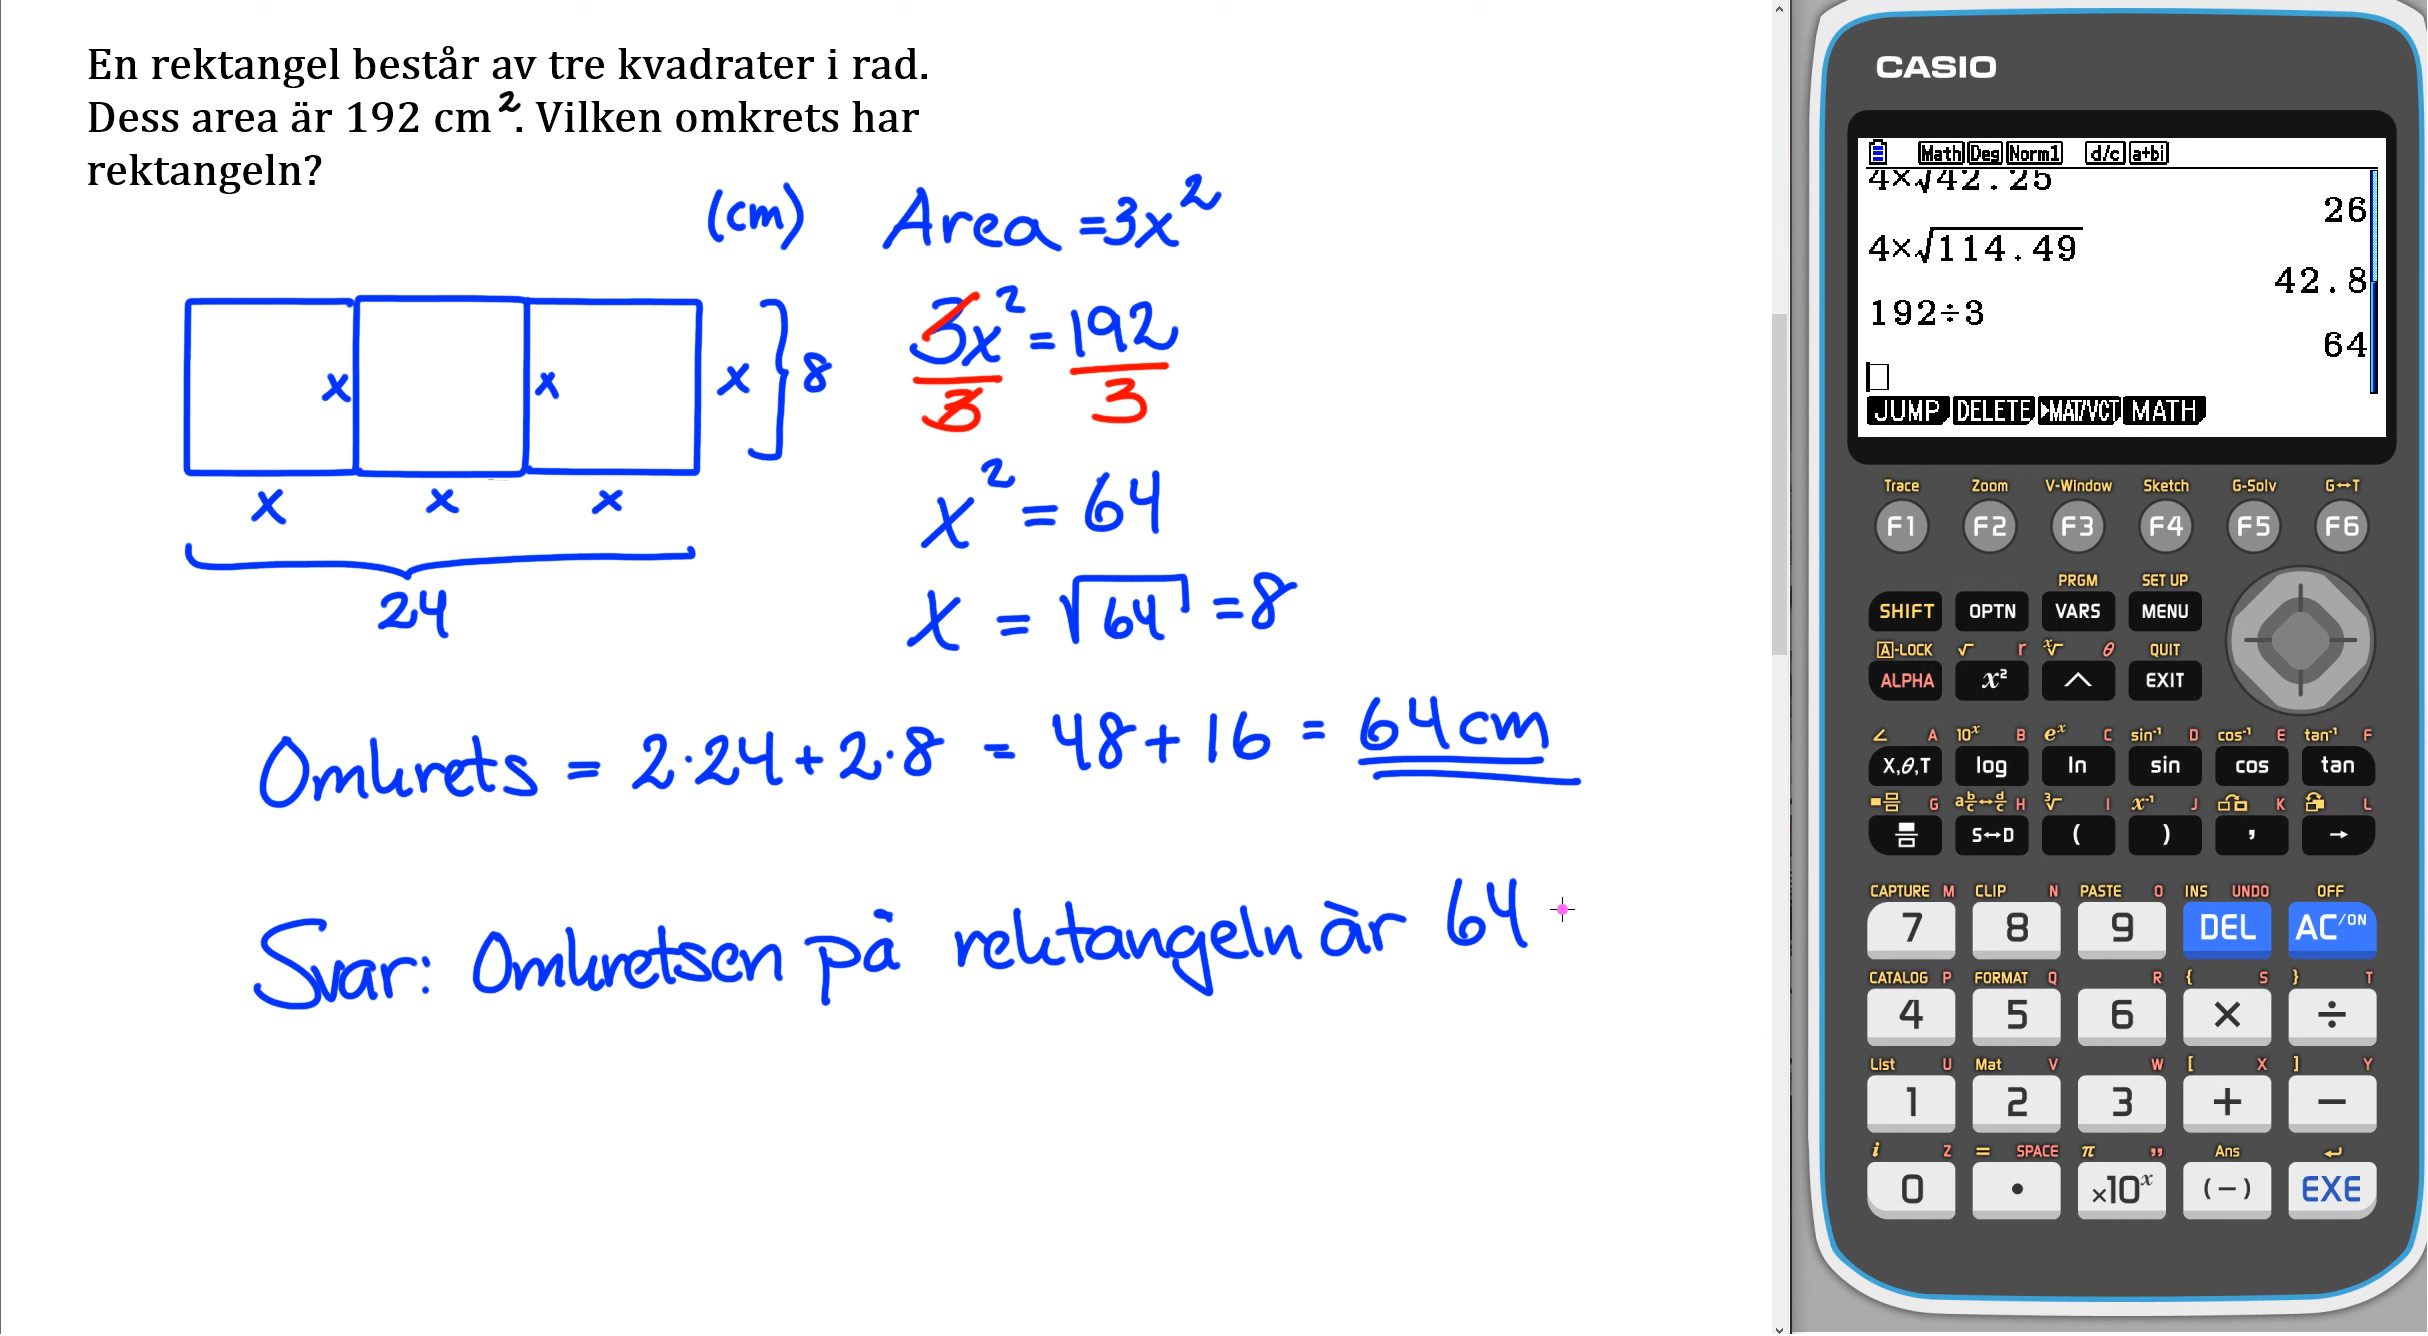 En rektangel består av tre kvadrater i rad.
Dess area är 192 cm². Vilken omkrets har
rektangeln?
(cm) Area = 3x²
3x² = 192
3 3
x x x } 8
x² = 64
x x x
24
x = √64 = 8
Omkrets = 2·24 + 2·8 = 48 + 16 = 64 cm
Svar: Omkretsen på rektangeln är 64
CASIO
Math Deg Norm1 d/c a+bi
4×√42.25
26
4×√114.49
42.8
192÷3
64
JUMP DELETE ▶MAT/VCT MATH
Trace Zoom V-Window Sketch G-Solv G↔T
F1 F2 F3 F4 F5 F6
PRGM SET UP
SHIFT OPTN VARS MENU
A-LOCK √ r ˣ√ θ QUIT
ALPHA x² ^ EXIT
∠ A 10ˣ B eˣ C sin⁻¹ D cos⁻¹ E tan⁻¹ F
X,θ,T log ln sin cos tan
G a b/c↔d/c H ³√ I x⁻¹ J K L
S↔D ( ) , →
CAPTURE M CLIP N PASTE O INS UNDO OFF
7 8 9 DEL AC/ON
CATALOG P FORMAT Q R { S } T
4 5 6 × ÷
List U Mat V W [ X ] Y
1 2 3 + −
i Z = SPACE π " Ans ↵
0 . ×10ˣ (−) EXE